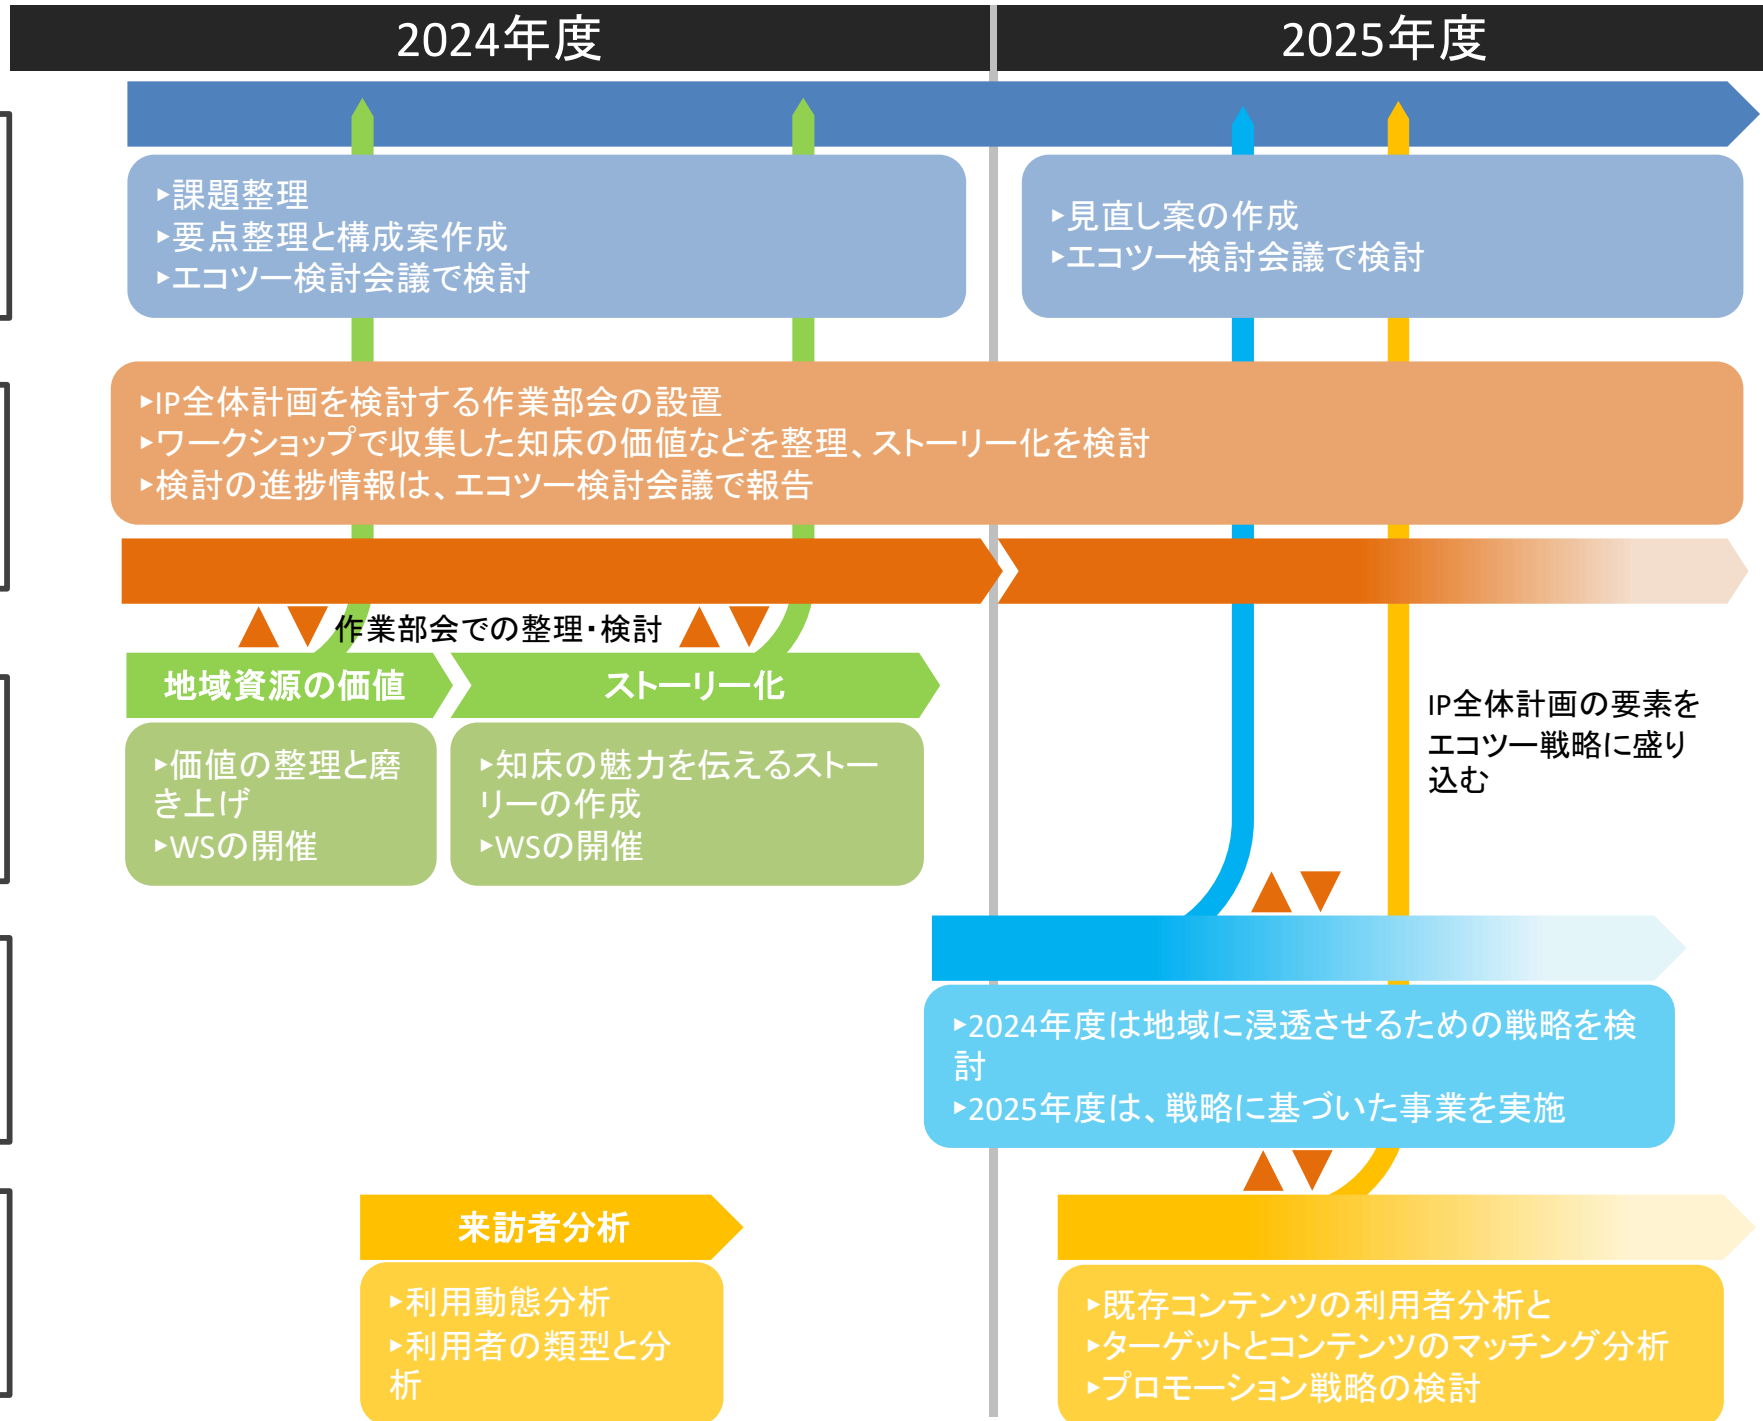 2024年度
2025年度
▸課題整理
▸要点整理と構成案作成
▸エコツー検討会議で検討
▸見直し案の作成
▸エコツー検討会議で検討
▸IP全体計画を検討する作業部会の設置
▸ワークショップで収集した知床の価値などを整理、ストーリー化を検討
▸検討の進捗情報は、エコツー検討会議で報告
作業部会での整理・検討
地域資源の価値
ストーリー化
▸価値の整理と磨
き上げ
▸WSの開催
▸知床の魅力を伝えるストー
リーの作成
▸WSの開催
IP全体計画の要素を
エコツー戦略に盛り
込む
▸2024年度は地域に浸透させるための戦略を検
討
▸2025年度は、戦略に基づいた事業を実施
来訪者分析
▸利用動態分析
▸利用者の類型と分
析
▸既存コンテンツの利用者分析と
▸ターゲットとコンテンツのマッチング分析
▸プロモーション戦略の検討